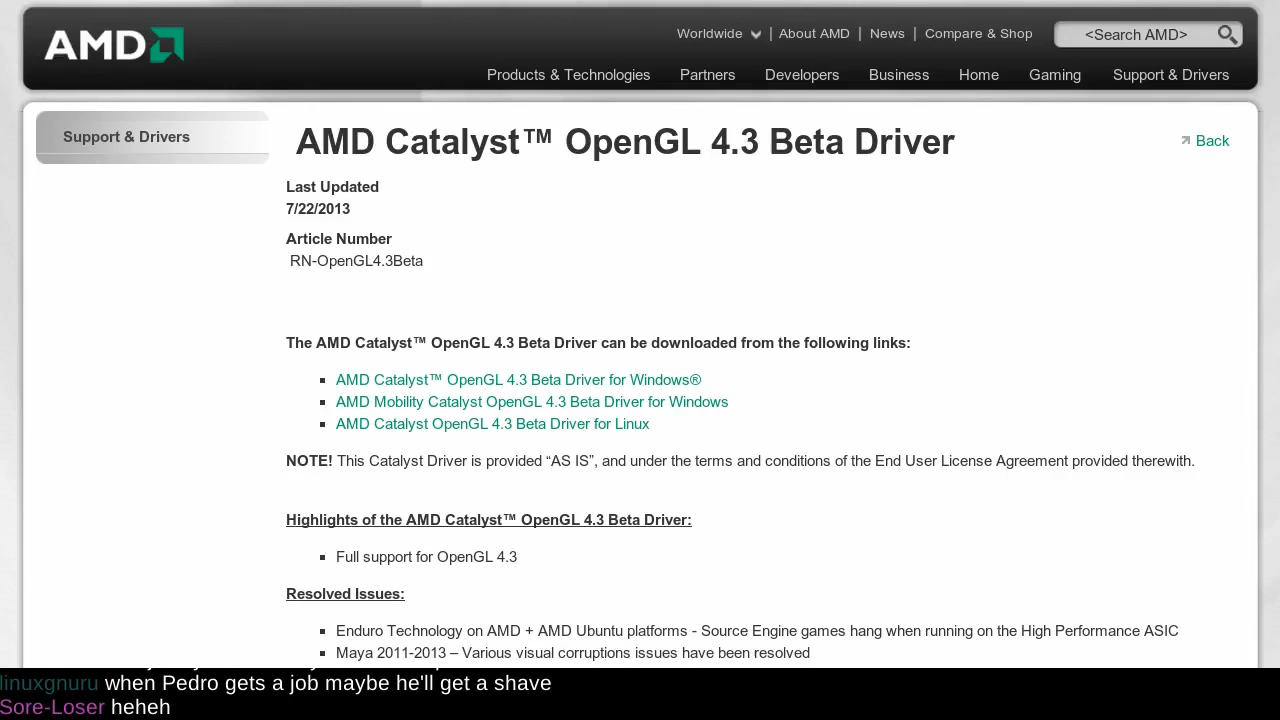 AMD
Worldwide | About AMD | News | Compare & Shop
<Search AMD>
Products & Technologies Partners Developers Business Home Gaming Support & Drivers
Support & Drivers
AMD Catalyst™ OpenGL 4.3 Beta Driver
Back
Last Updated
7/22/2013
Article Number
RN-OpenGL4.3Beta
The AMD Catalyst™ OpenGL 4.3 Beta Driver can be downloaded from the following links:
AMD Catalyst™ OpenGL 4.3 Beta Driver for Windows®
AMD Mobility Catalyst OpenGL 4.3 Beta Driver for Windows
AMD Catalyst OpenGL 4.3 Beta Driver for Linux
NOTE! This Catalyst Driver is provided “AS IS”, and under the terms and conditions of the End User License Agreement provided therewith.
Highlights of the AMD Catalyst™ OpenGL 4.3 Beta Driver:
Full support for OpenGL 4.3
Resolved Issues:
Enduro Technology on AMD + AMD Ubuntu platforms - Source Engine games hang when running on the High Performance ASIC
Maya 2011-2013 – Various visual corruptions issues have been resolved
linuxgnuru when Pedro gets a job maybe he'll get a shave
Sore-Loser heheh